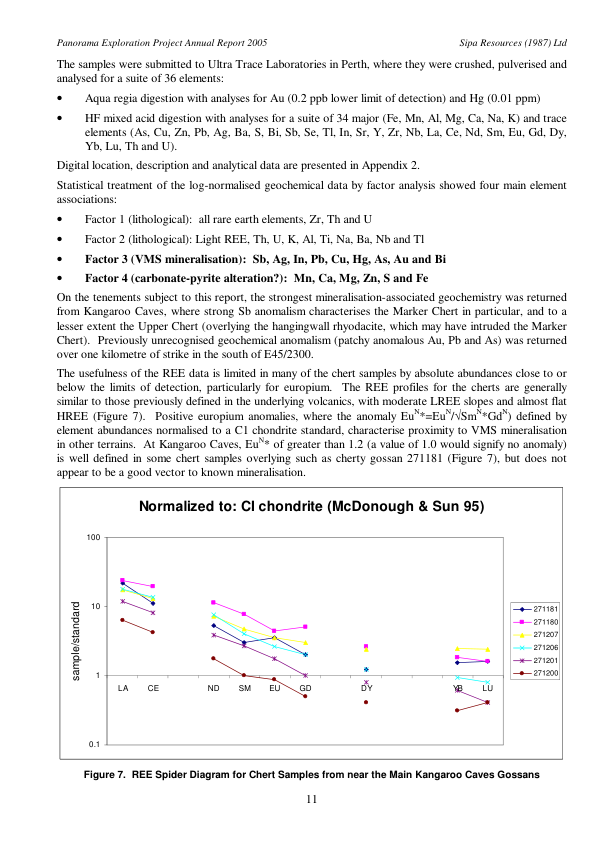 Panorama Exploration Project Annual Report 2005 Sipa Resources (1987) Ltd
The samples were submitted to Ultra Trace Laboratories in Perth, where they were crushed, pulverised and
analysed for a suite of 36 elements:
• Aqua regia digestion with analyses for Au (0.2 ppb lower limit of detection) and Hg (0.01 ppm)
• HF mixed acid digestion with analyses for a suite of 34 major (Fe, Mn, Al, Mg, Ca, Na, K) and trace
elements (As, Cu, Zn, Pb, Ag, Ba, S, Bi, Sb, Se, Tl, In, Sr, Y, Zr, Nb, La, Ce, Nd, Sm, Eu, Gd, Dy,
Yb, Lu, Th and U).
Digital location, description and analytical data are presented in Appendix 2.
Statistical treatment of the log-normalised geochemical data by factor analysis showed four main element
associations:
• Factor 1 (lithological): all rare earth elements, Zr, Th and U
• Factor 2 (lithological): Light REE, Th, U, K, Al, Ti, Na, Ba, Nb and Tl
• Factor 3 (VMS mineralisation): Sb, Ag, In, Pb, Cu, Hg, As, Au and Bi
• Factor 4 (carbonate-pyrite alteration?): Mn, Ca, Mg, Zn, S and Fe
On the tenements subject to this report, the strongest mineralisation-associated geochemistry was returned
from Kangaroo Caves, where strong Sb anomalism characterises the Marker Chert in particular, and to a
lesser extent the Upper Chert (overlying the hangingwall rhyodacite, which may have intruded the Marker
Chert). Previously unrecognised geochemical anomalism (patchy anomalous Au, Pb and As) was returned
over one kilometre of strike in the south of E45/2300.
The usefulness of the REE data is limited in many of the chert samples by absolute abundances close to or
below the limits of detection, particularly for europium. The REE profiles for the cherts are generally
similar to those previously defined in the underlying volcanics, with moderate LREE slopes and almost flat
HREE (Figure 7). Positive europium anomalies, where the anomaly Eu^N*=Eu^N/√Sm^N*Gd^N) defined by
element abundances normalised to a C1 chondrite standard, characterise proximity to VMS mineralisation
in other terrains. At Kangaroo Caves, Eu^N* of greater than 1.2 (a value of 1.0 would signify no anomaly)
is well defined in some chert samples overlying such as cherty gossan 271181 (Figure 7), but does not
appear to be a good vector to known mineralisation.
Normalized to: CI chondrite (McDonough & Sun 95)
100
10
1
0.1
sample/standard
LA CE ND SM EU GD DY YB LU
271181
271180
271207
271206
271201
271200
Figure 7. REE Spider Diagram for Chert Samples from near the Main Kangaroo Caves Gossans
11